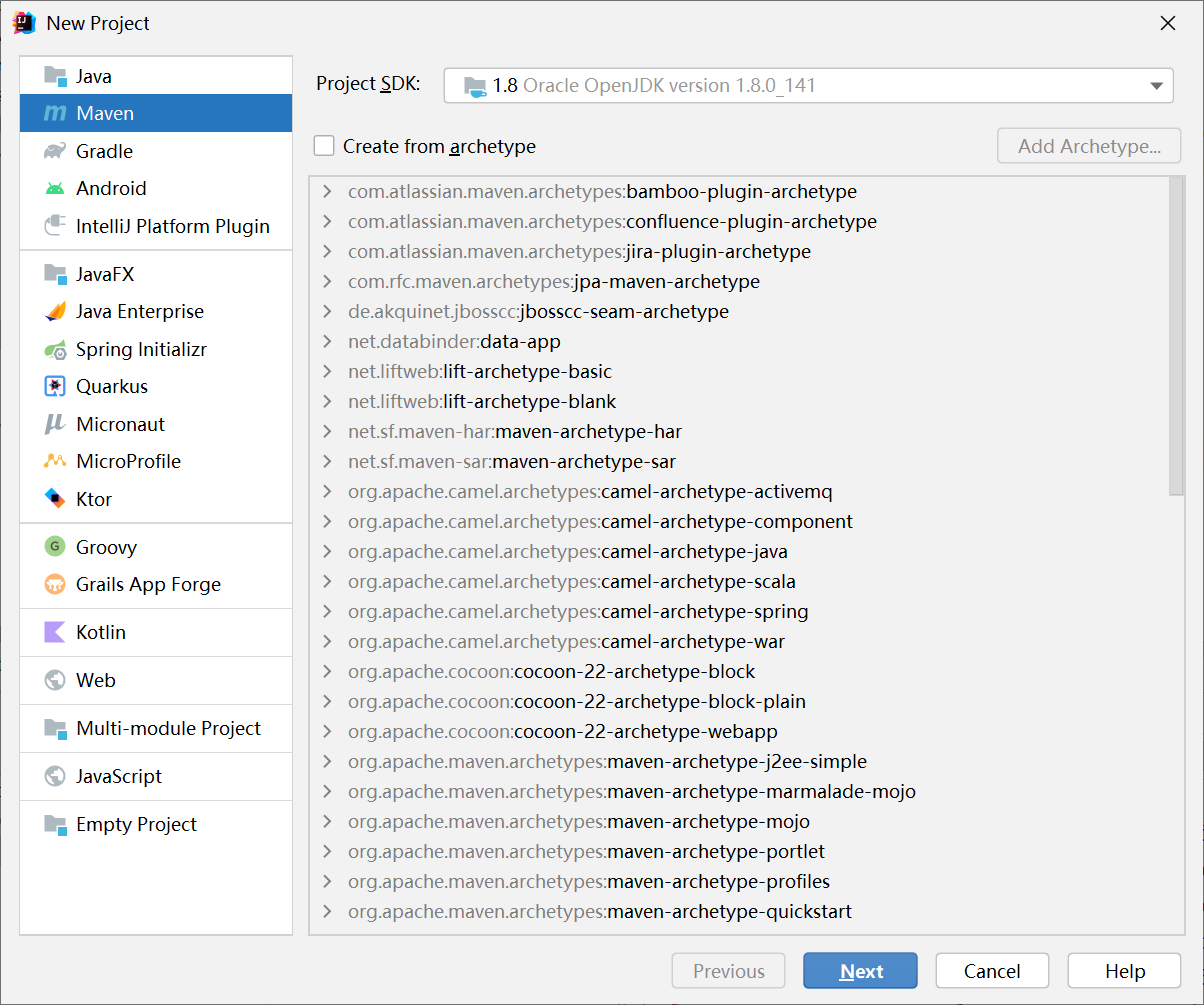 New Project
Java
Maven
Gradle
Android
IntelliJ Platform Plugin
JavaFX
Java Enterprise
Spring Initializr
Quarkus
Micronaut
MicroProfile
Ktor
Groovy
Grails App Forge
Kotlin
Web
Multi-module Project
JavaScript
Empty Project
Project SDK: 1.8 Oracle OpenJDK version 1.8.0_141
Create from archetype
Add Archetype...
com.atlassian.maven.archetypes:bamboo-plugin-archetype
com.atlassian.maven.archetypes:confluence-plugin-archetype
com.atlassian.maven.archetypes:jira-plugin-archetype
com.rfc.maven.archetypes:jpa-maven-archetype
de.akquinet.jbosscc:jbosscc-seam-archetype
net.databinder:data-app
net.liftweb:lift-archetype-basic
net.liftweb:lift-archetype-blank
net.sf.maven-har:maven-archetype-har
net.sf.maven-sar:maven-archetype-sar
org.apache.camel.archetypes:camel-archetype-activemq
org.apache.camel.archetypes:camel-archetype-component
org.apache.camel.archetypes:camel-archetype-java
org.apache.camel.archetypes:camel-archetype-scala
org.apache.camel.archetypes:camel-archetype-spring
org.apache.camel.archetypes:camel-archetype-war
org.apache.cocoon:cocoon-22-archetype-block
org.apache.cocoon:cocoon-22-archetype-block-plain
org.apache.cocoon:cocoon-22-archetype-webapp
org.apache.maven.archetypes:maven-archetype-j2ee-simple
org.apache.maven.archetypes:maven-archetype-marmalade-mojo
org.apache.maven.archetypes:maven-archetype-mojo
org.apache.maven.archetypes:maven-archetype-portlet
org.apache.maven.archetypes:maven-archetype-profiles
org.apache.maven.archetypes:maven-archetype-quickstart
Previous
Next
Cancel
Help